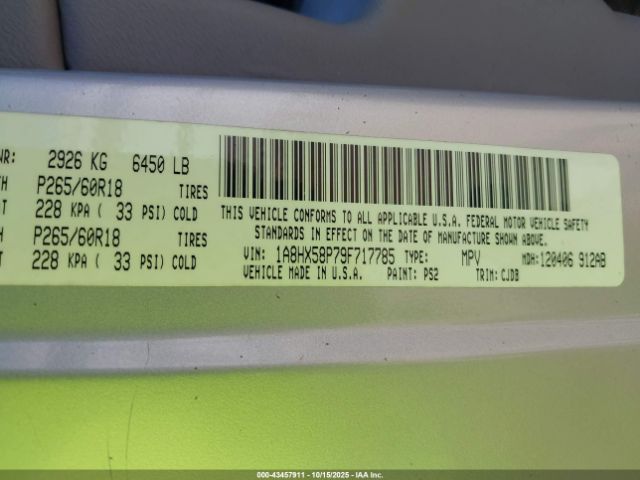 WR: 2926 KG 6450 LB
TH P265/60R18 TIRES
T 228 KPA ( 33 PSI) COLD
H P265/60R18 TIRES
T 228 KPA ( 33 PSI) COLD
THIS VEHICLE CONFORMS TO ALL APPLICABLE U.S.A. FEDERAL MOTOR VEHICLE SAFETY
STANDARDS IN EFFECT ON THE DATE OF MANUFACTURE SHOWN ABOVE.
VIN: 1A8HX58P79F717785 TYPE: MPV MDH: 120406 912AB
VEHICLE MADE IN U.S.A. PAINT: PS2 TRIM: CJDB
000-43457911 - 10/15/2025 - IAAI.com